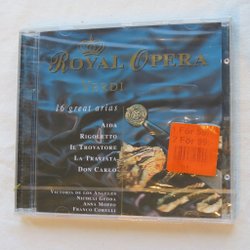 ROYAL OPERA
VERDI
16 great arias
AIDA
RIGOLETTO
IL TROVATORE
LA TRAVIATA
DON CARLO
VICTORIA DE LOS ANGELES
NICOLAI GEDDA
ANNA MOFFO
FRANCO CORELLI